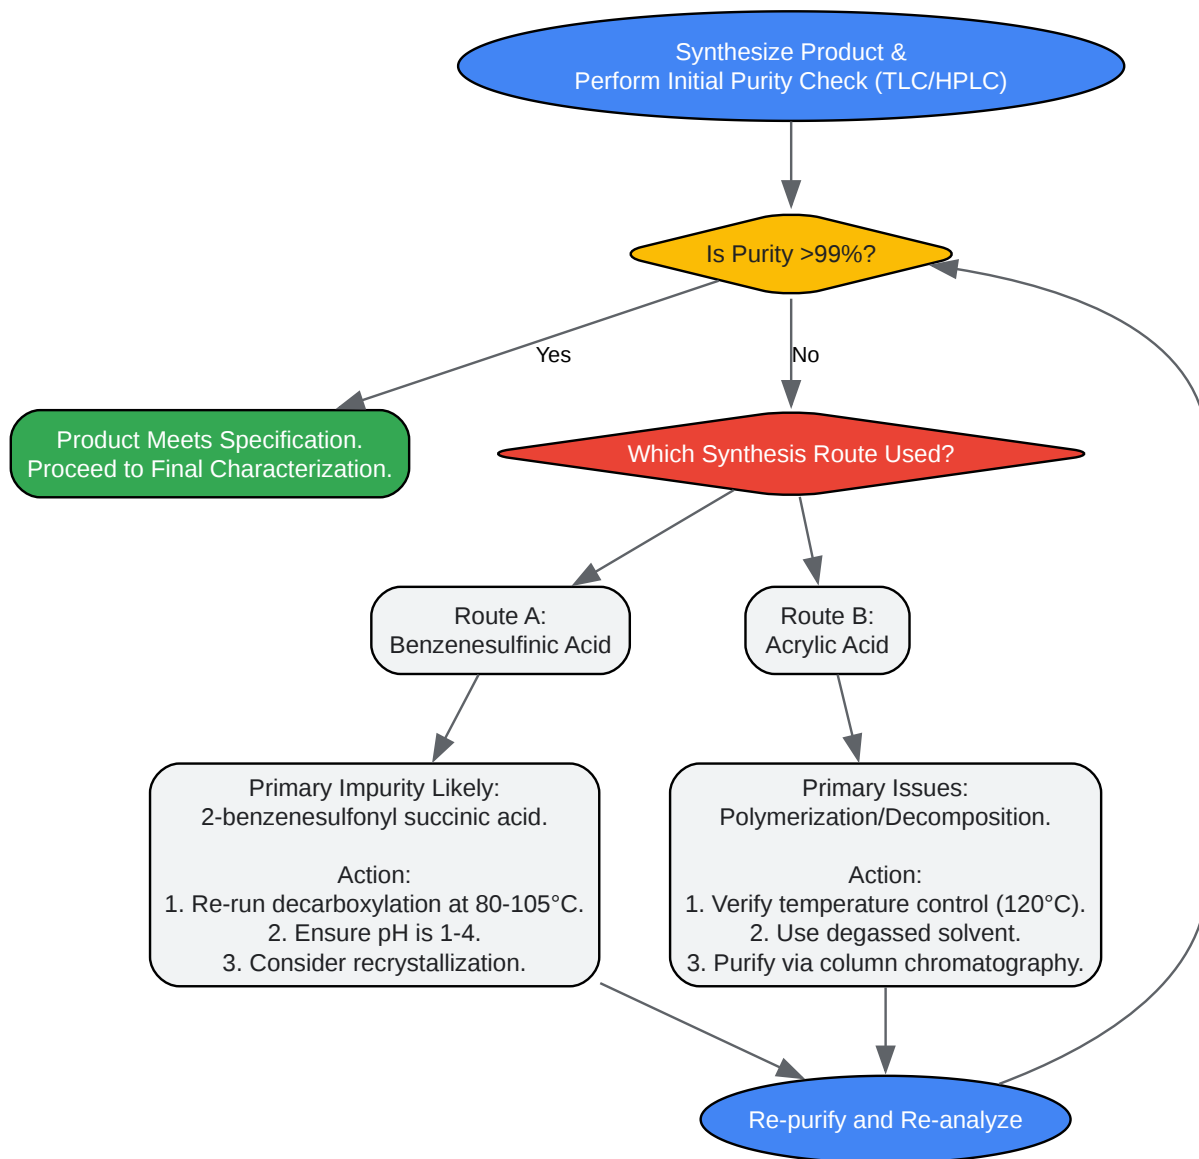 Synthesize Product &
Perform Initial Purity Check (TLC/HPLC)
Is Purity >99%?
Yes
No
Product Meets Specification.
Proceed to Final Characterization.
Which Synthesis Route Used?
Route A:
Benzenesulfinic Acid
Route B:
Acrylic Acid
Primary Impurity Likely:
2-benzenesulfonyl succinic acid.
Action:
1. Re-run decarboxylation at 80-105°C.
2. Ensure pH is 1-4.
3. Consider recrystallization.
Primary Issues:
Polymerization/Decomposition.
Action:
1. Verify temperature control (120°C).
2. Use degassed solvent.
3. Purify via column chromatography.
Re-purify and Re-analyze